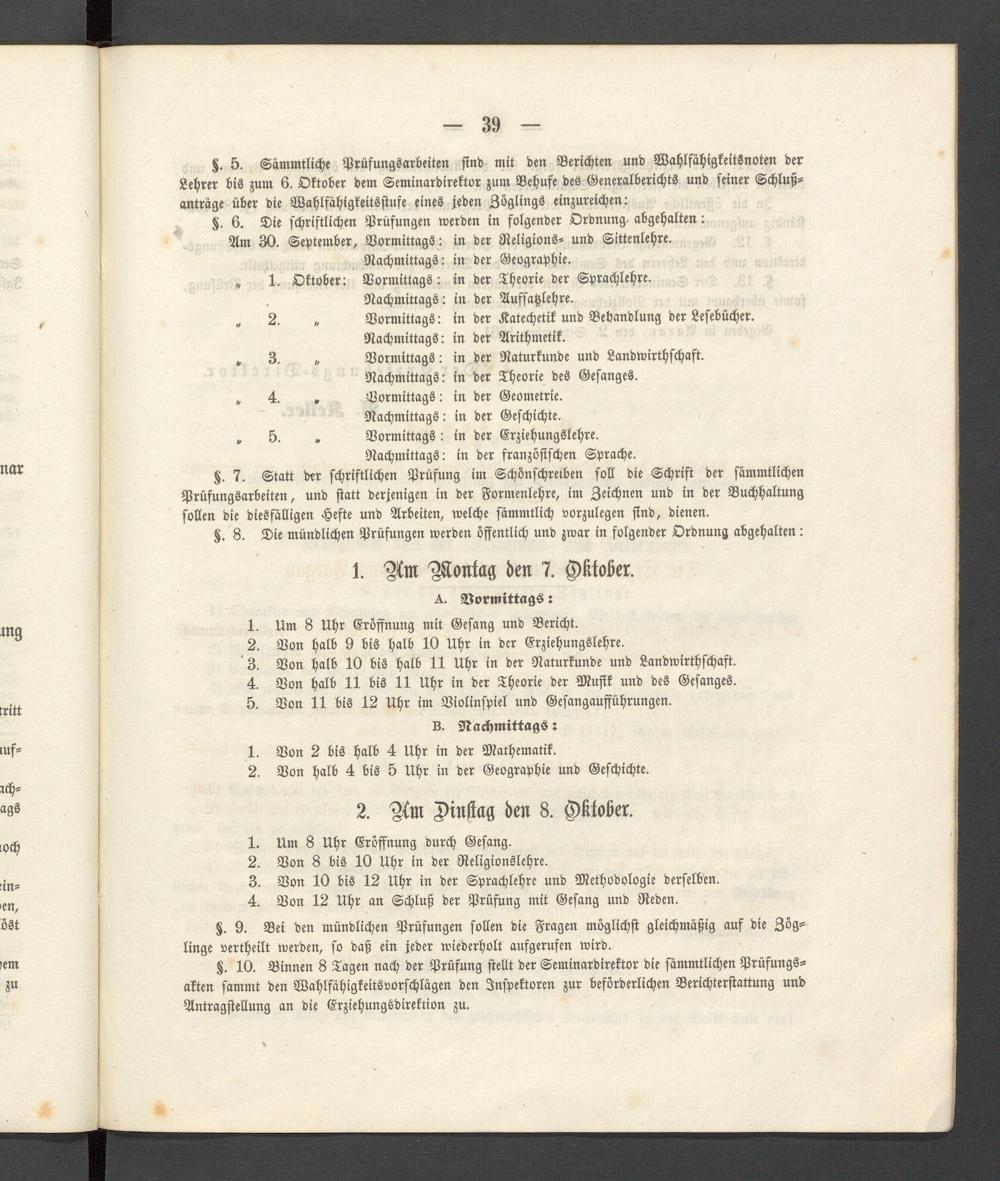 — 39 —
§. 5. Sämmtliche Prüfungsarbeiten sind mit den Berichten und Wahlfähigkeitsnoten der
Lehrer bis zum 6. Oktober dem Seminardirektor zum Behufe des Generalberichts und seiner Schluß=
anträge über die Wahlfähigkeitsstufe eines jeden Zöglings einzureichen:
§. 6. Die schriftlichen Prüfungen werden in folgender Ordnung abgehalten:
Am 30. September, Vormittags: in der Religions= und Sittenlehre.
Nachmittags: in der Geographie.
„ 1. Oktober: Vormittags: in der Theorie der Sprachlehre.
Nachmittags: in der Aufsatzlehre.
„ 2. „ Vormittags: in der Katechetik und Behandlung der Lesebücher.
Nachmittags: in der Arithmetik.
„ 3. „ Vormittags: in der Naturkunde und Landwirthschaft.
Nachmittags: in der Theorie des Gesanges.
„ 4. „ Vormittags: in der Geometrie.
Nachmittags: in der Geschichte.
„ 5. „ Vormittags: in der Erziehungslehre.
Nachmittags: in der französischen Sprache.
§. 7. Statt der schriftlichen Prüfung im Schönschreiben soll die Schrift der sämmtlichen
Prüfungsarbeiten, und statt derjenigen in der Formenlehre, im Zeichnen und in der Buchhaltung
sollen die diesfälligen Hefte und Arbeiten, welche sämmtlich vorzulegen sind, dienen.
§. 8. Die mündlichen Prüfungen werden öffentlich und zwar in folgender Ordnung abgehalten:
1. Am Montag den 7. Oktober.
A. Vormittags:
1. Um 8 Uhr Eröffnung mit Gesang und Bericht.
2. Von halb 9 bis halb 10 Uhr in der Erziehungslehre.
3. Von halb 10 bis halb 11 Uhr in der Naturkunde und Landwirthschaft.
4. Von halb 11 bis 11 Uhr in der Theorie der Musik und des Gesanges.
5. Von 11 bis 12 Uhr im Violinspiel und Gesangaufführungen.
B. Nachmittags:
1. Von 2 bis halb 4 Uhr in der Mathematik.
2. Von halb 4 bis 5 Uhr in der Geographie und Geschichte.
2. Am Dinstag den 8. Oktober.
1. Um 8 Uhr Eröffnung durch Gesang.
2. Von 8 bis 10 Uhr in der Religionslehre.
3. Von 10 bis 12 Uhr in der Sprachlehre und Methodologie derselben.
4. Von 12 Uhr an Schluß der Prüfung mit Gesang und Reden.
§. 9. Bei den mündlichen Prüfungen sollen die Fragen möglichst gleichmäßig auf die Zög=
linge vertheilt werden, so daß ein jeder wiederholt aufgerufen wird.
§. 10. Binnen 8 Tagen nach der Prüfung stellt der Seminardirektor die sämmtlichen Prüfungs=
akten sammt den Wahlfähigkeitsvorschlägen den Inspektoren zur beförderlichen Berichterstattung und
Antragstellung an die Erziehungsdirektion zu.